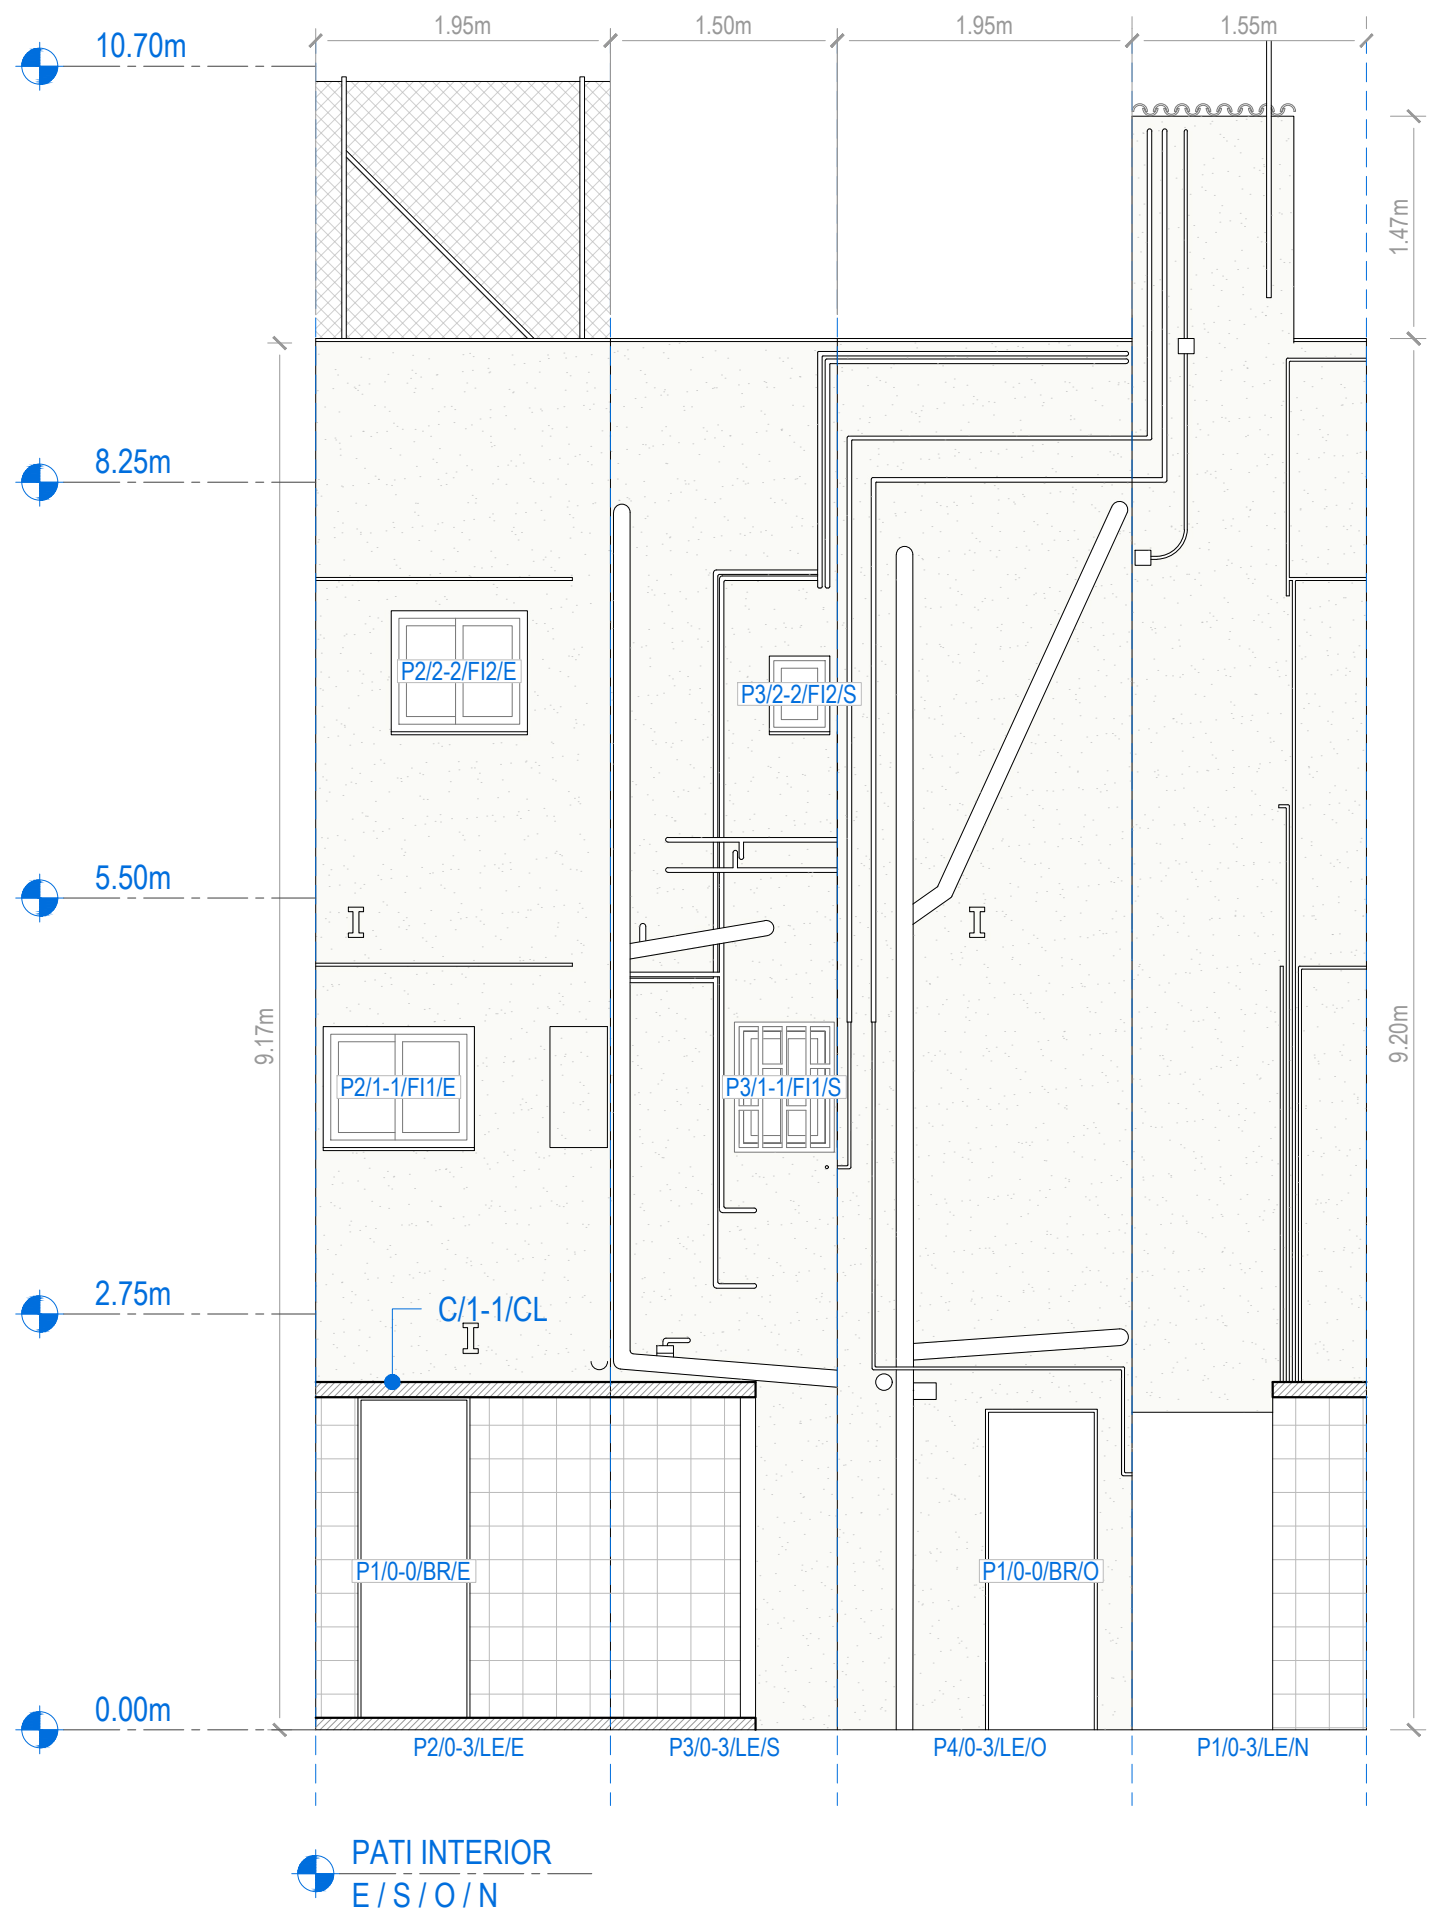 1.95m
1.50m
1.95m
1.55m
10.70m
1.47m
8.25m
P2/2-2/FI2/E
P3/2-2/FI2/S
5.50m
9.17m
9.20m
P2/1-1/FI1/E
P3/1-1/FI1/S
2.75m
C/1-1/CL
P1/0-0/BR/E
P1/0-0/BR/O
0.00m
P2/0-3/LE/E
P3/0-3/LE/S
P4/0-3/LE/O
P1/0-3/LE/N
PATI INTERIOR
E / S / O / N